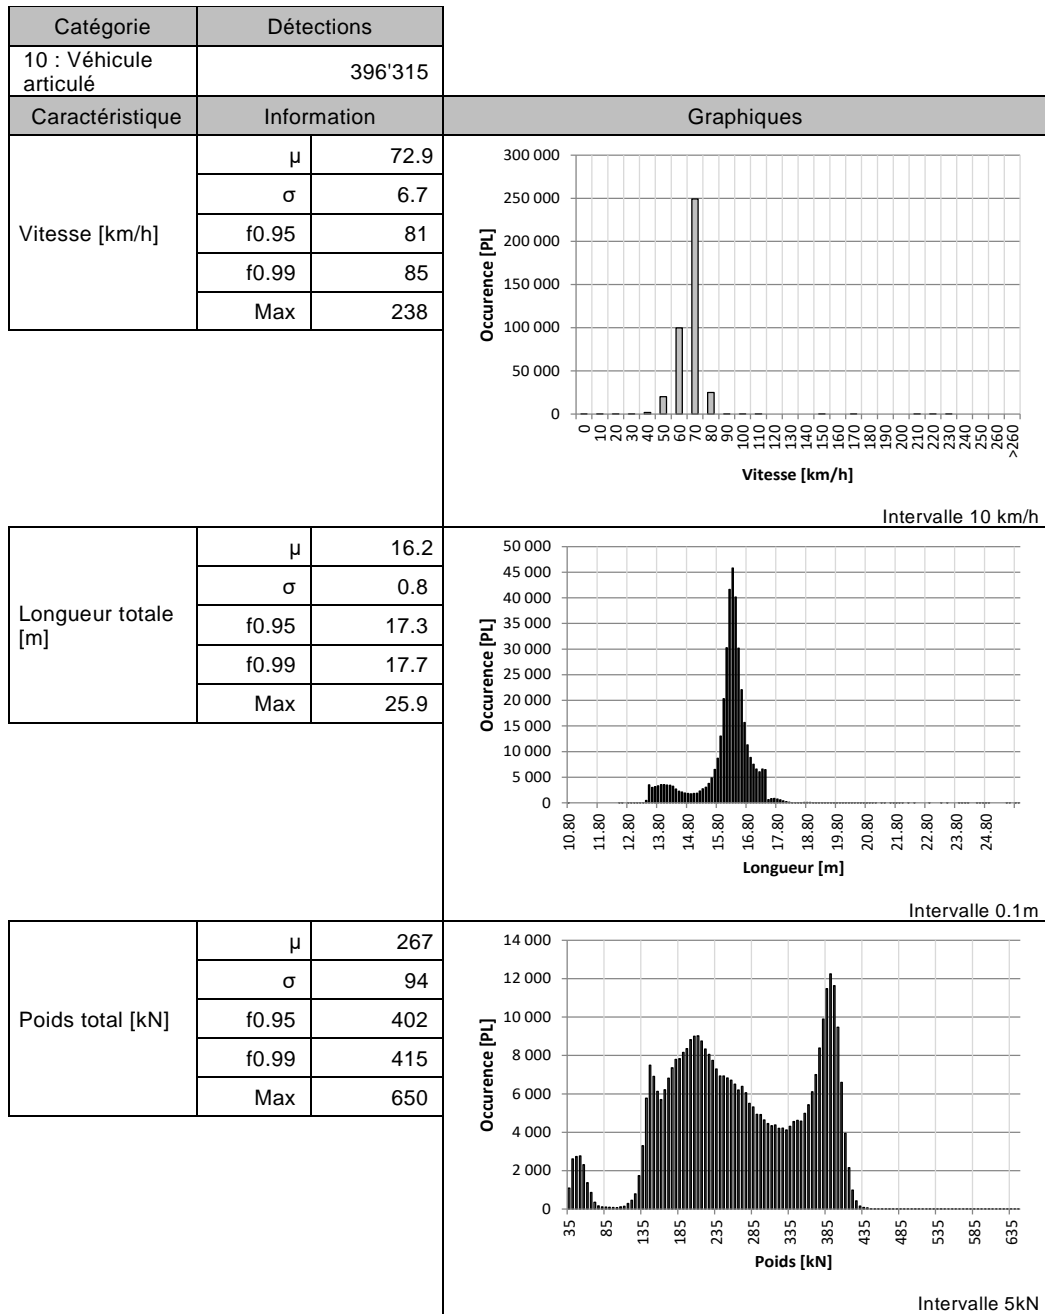 Catégorie Détections
10 : Véhicule
articulé
396'315
Caractéristique Information Graphiques
Vitesse [km/h]
µ 72.9
σ 6.7
f0.95 81
f0.99 85
Max 238
300 000
250 000
200 000
150 000
100 000
50 000
0
Occurence [PL]
0 10 20 30 40 50 60 70 80 90 100 110 120 130 140 150 160 170 180 190 200 210 220 230 240 250 260 >260
Vitesse [km/h]
Intervalle 10 km/h
Longueur totale
[m]
µ 16.2
σ 0.8
f0.95 17.3
f0.99 17.7
Max 25.9
50 000
45 000
40 000
35 000
30 000
25 000
20 000
15 000
10 000
5 000
0
Occurence [PL]
10.80 11.80 12.80 13.80 14.80 15.80 16.80 17.80 18.80 19.80 20.80 21.80 22.80 23.80 24.80
Longueur [m]
Intervalle 0.1m
Poids total [kN]
µ 267
σ 94
f0.95 402
f0.99 415
Max 650
14 000
12 000
10 000
8 000
6 000
4 000
2 000
0
Occurence [PL]
35 85 135 185 235 285 335 385 435 485 535 585 635
Poids [kN]
Intervalle 5kN